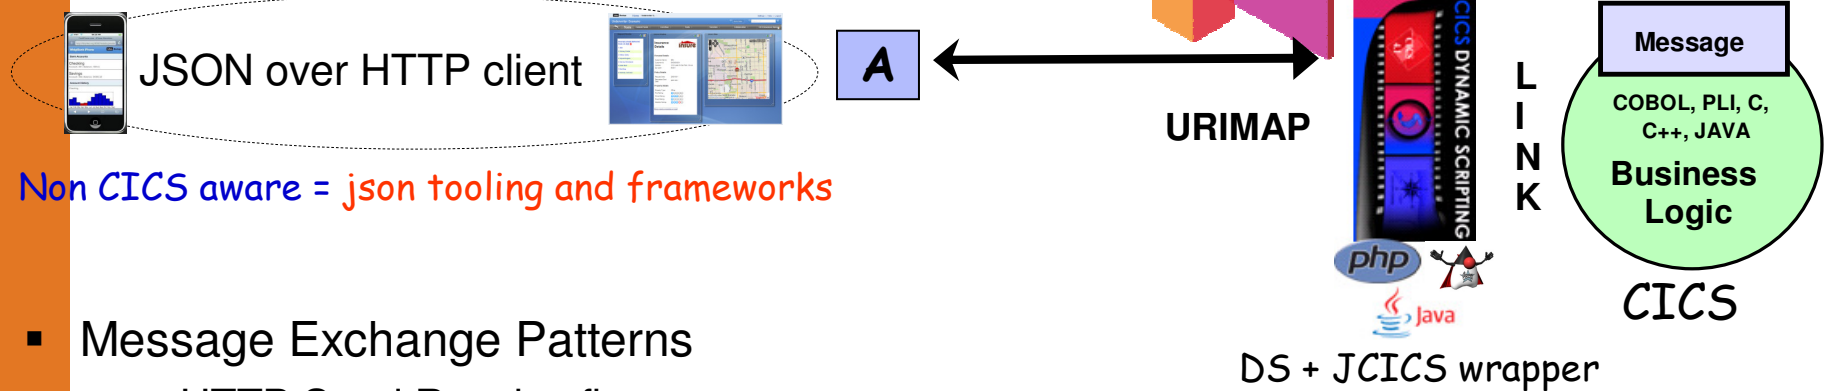 JSON over HTTP client
A
URIMAP
CICS DYNAMIC SCRIPTING
LINK
Message
COBOL, PLI, C,
C++, JAVA
Business
Logic
CICS
Non CICS aware = json tooling and frameworks
php
Java
DS + JCICS wrapper
▪ Message Exchange Patterns